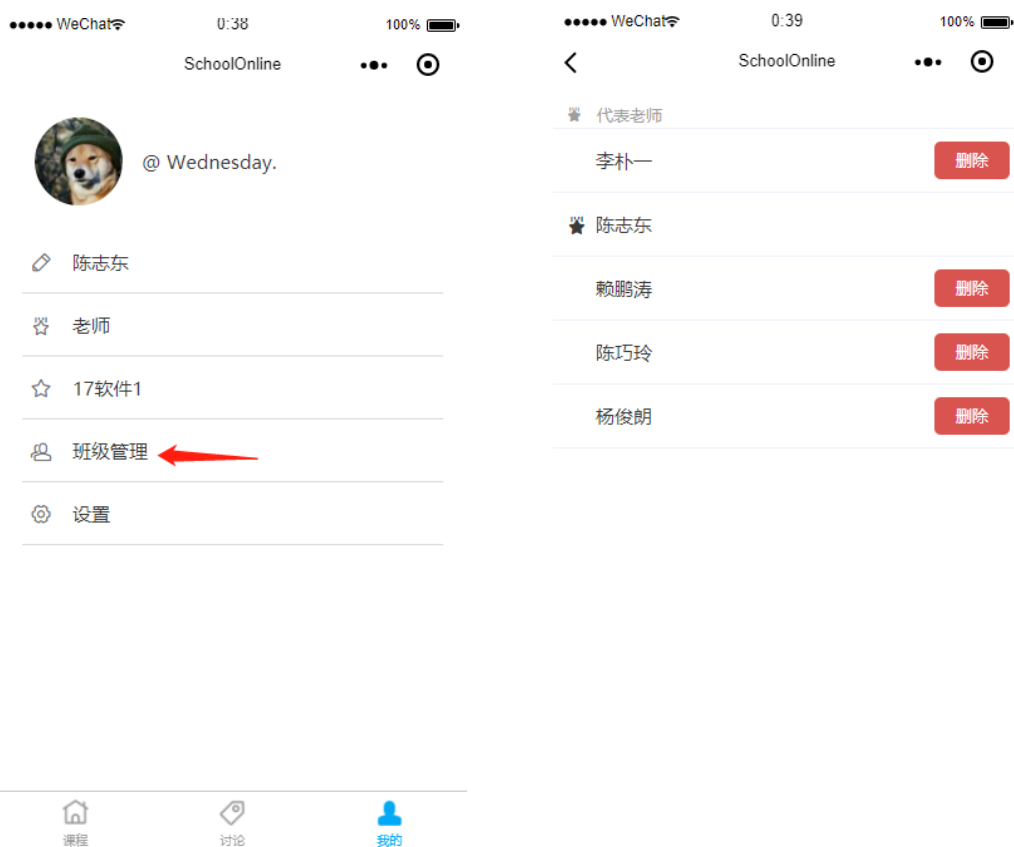 WeChat 0:38 100%
SchoolOnline
@ Wednesday.
陈志东
老师
17软件1
班级管理
设置
课程 讨论 我的
WeChat 0:39 100%
SchoolOnline
代表老师
李朴一 删除
陈志东
赖鹏涛 删除
陈巧玲 删除
杨俊朗 删除